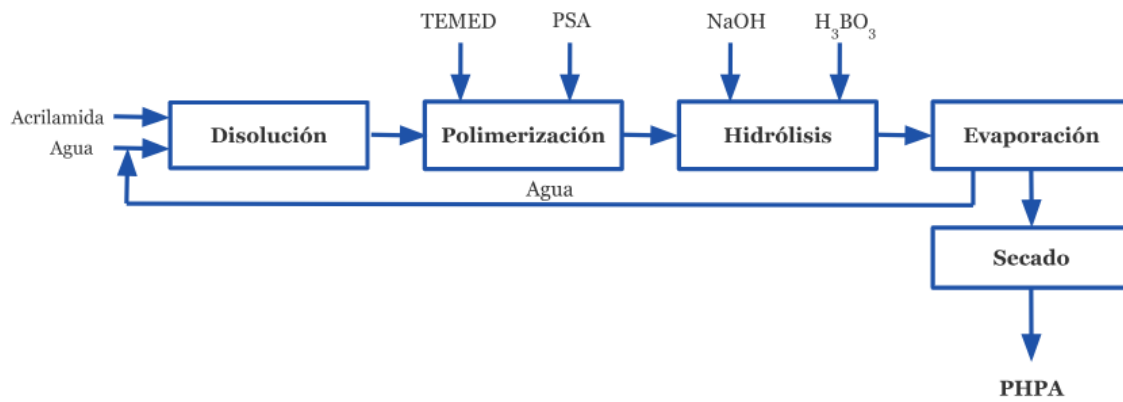 TEMED
PSA
NaOH
H₃BO₃
Acrilamida
Agua
Disolución
Polimerización
Hidrólisis
Evaporación
Agua
Secado
PHPA